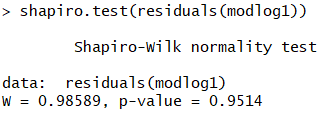 > shapiro.test(residuals(modlog1))
Shapiro-Wilk normality test
data:  residuals(modlog1)
W = 0.98589, p-value = 0.9514